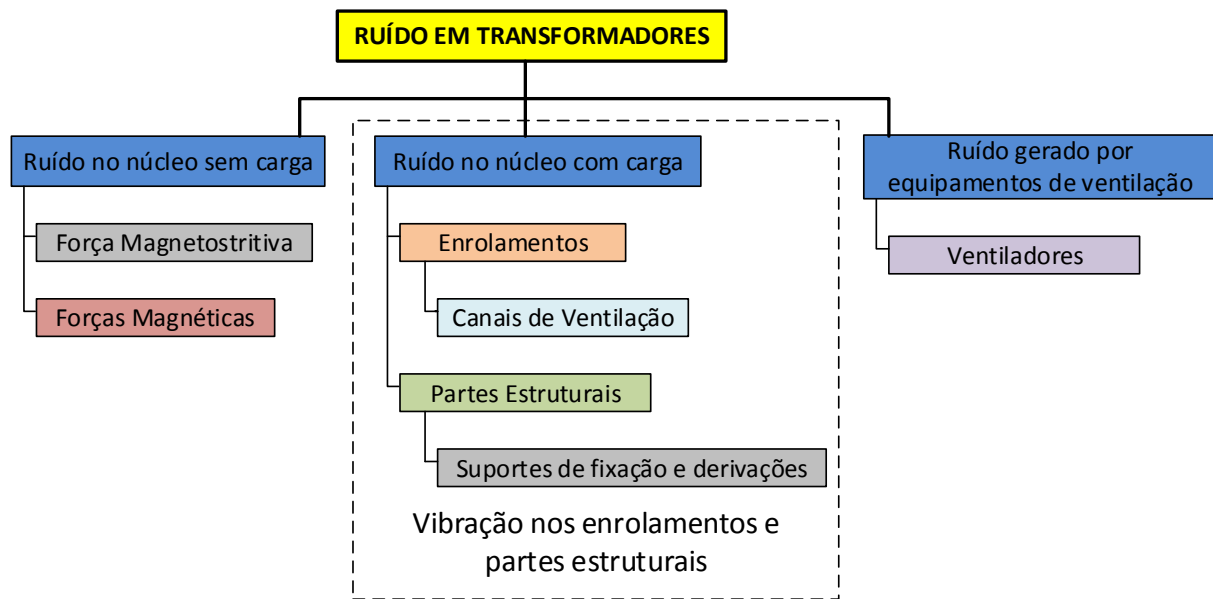 RUÍDO EM TRANSFORMADORES
Ruído no núcleo sem carga
Força Magnetostritiva
Forças Magnéticas
Ruído no núcleo com carga
Enrolamentos
Canais de Ventilação
Partes Estruturais
Suportes de fixação e derivações
Vibração nos enrolamentos e
partes estruturais
Ruído gerado por
equipamentos de ventilação
Ventiladores